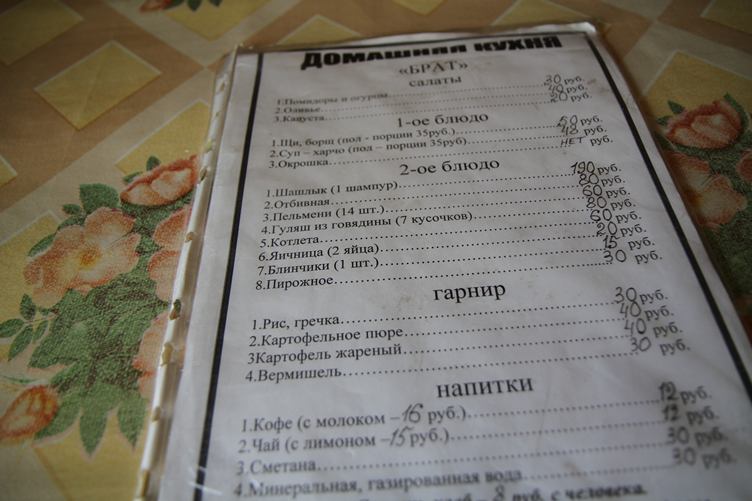 Домашняя кухня
«БРАТ»
салаты
1.Помидоры и огурцы 30 руб.
2.Оливье 40 руб.
3.Капуста 20 руб.
1-ое блюдо
1.Щи, борщ (пол - порции 35руб.) 50 руб.
2.Суп – харчо (пол – порции 35руб) 48 руб.
3.Окрошка нет руб.
2-ое блюдо
1.Шашлык (1 шампур) 190 руб.
2.Отбивная 80 руб.
3.Пельмени (14 шт.) 60 руб.
4.Гуляш из говядины (7 кусочков) 80 руб.
5.Котлета 60 руб.
6.Яичница (2 яйца) 20 руб.
7.Блинчики (1 шт.) 15 руб.
8.Пирожное 30 руб.
гарнир
1.Рис, гречка 30 руб.
2.Картофельное пюре 40 руб.
3Картофель жареный 40 руб.
4.Вермишель 30 руб.
напитки
1.Кофе (с молоком –16 руб.) 12 руб.
2.Чай (с лимоном –15 руб.) 12 руб.
3.Сметана 30 руб.
4.Минеральная, газированная вода 30 руб.
8 руб. с человека.